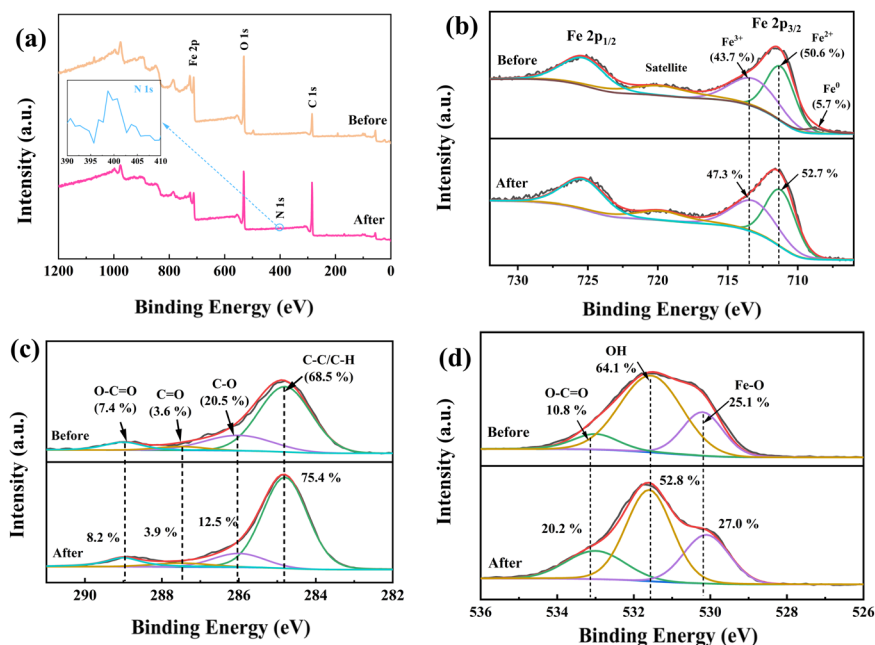 (a)
Fe 2p
O 1s
C 1s
N 1s
390 395 400 405 410
Before
N 1s
After
Intensity (a.u.)
1200 1000 800 600 400 200 0
Binding Energy (eV)
(b)
Fe 2p1/2
Fe 2p3/2
Before
Satellite
Fe3+
(43.7 %)
Fe2+
(50.6 %)
Fe0
(5.7 %)
After
47.3 %
52.7 %
Intensity (a.u.)
730 725 720 715 710
Binding Energy (eV)
(c)
O-C=O
(7.4 %)
C=O
(3.6 %)
C-O
(20.5 %)
C-C/C-H
(68.5 %)
Before
8.2 %
3.9 %
12.5 %
75.4 %
After
Intensity (a.u.)
290 288 286 284 282
Binding Energy (eV)
(d)
O-C=O
10.8 %
OH
64.1 %
Fe-O
25.1 %
Before
20.2 %
52.8 %
27.0 %
After
Intensity (a.u.)
536 534 532 530 528 526
Binding Energy (eV)